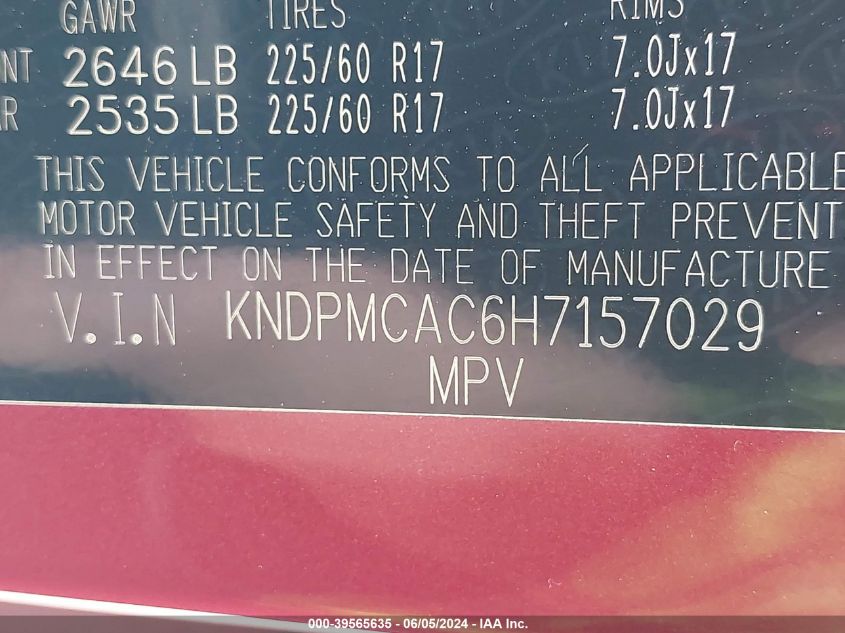 GAWR TIRES RIMS
NT 2646 LB 225/60 R17 7.0Jx17
AR 2535 LB 225/60 R17 7.0Jx17
THIS VEHICLE CONFORMS TO ALL APPLICABLE
MOTOR VEHICLE SAFETY AND THEFT PREVENT
IN EFFECT ON THE DATE OF MANUFACTURE
V.I.N KNDPMCAC6H7157029
MPV
000-39565635 - 06/05/2024 - IAA Inc.